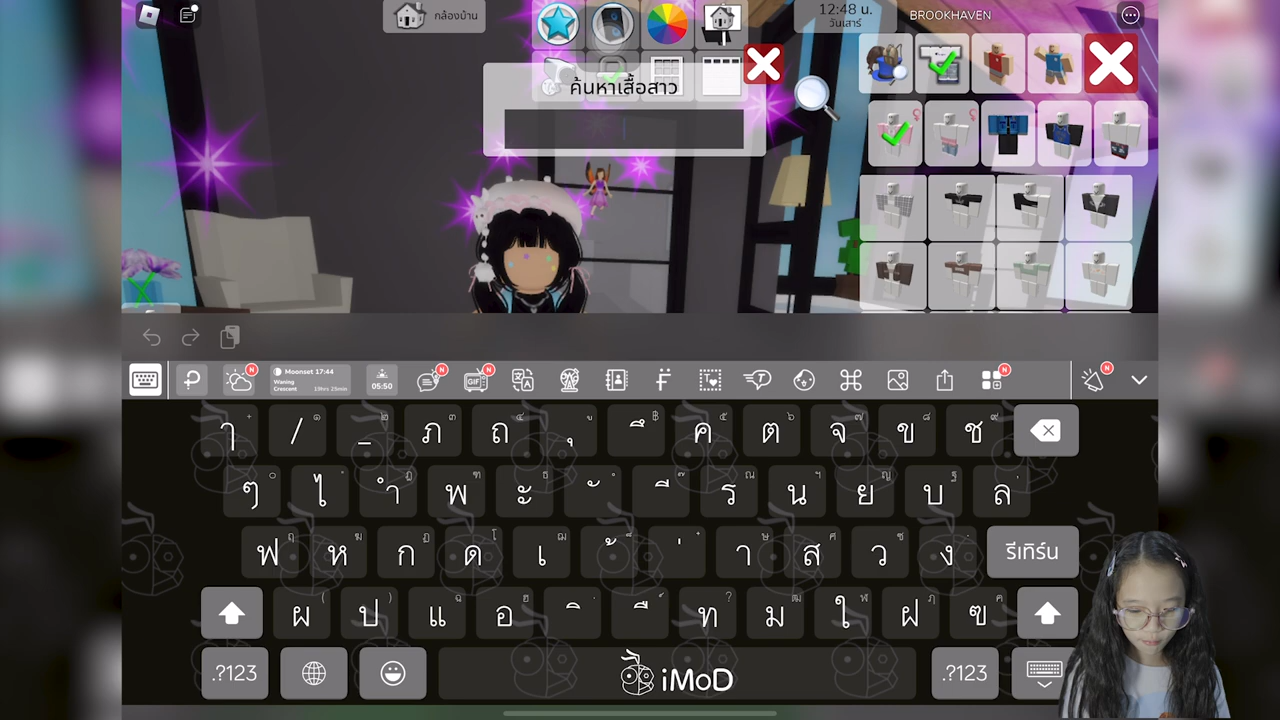 กล้องบ้าน
12:48 น.
วันเสาร์
BROOKHAVEN
ค้นหาเสื้อสาว
Moonset 17:44
Waning
Crescent
19hrs 25min
05:50
GIF
N N N N N
ๅ / _ ภ ถ ุ ึ ค ต จ ข ช
ๆ ไ ำ พ ะ ั ี ร น ย บ ล
ฟ ห ก ด เ ้ ่ า ส ว ง รีเทิร์น
ผ ป แ อ ิ ื ท ม ใ ฝ ฃ
.?123 iMoD .?123